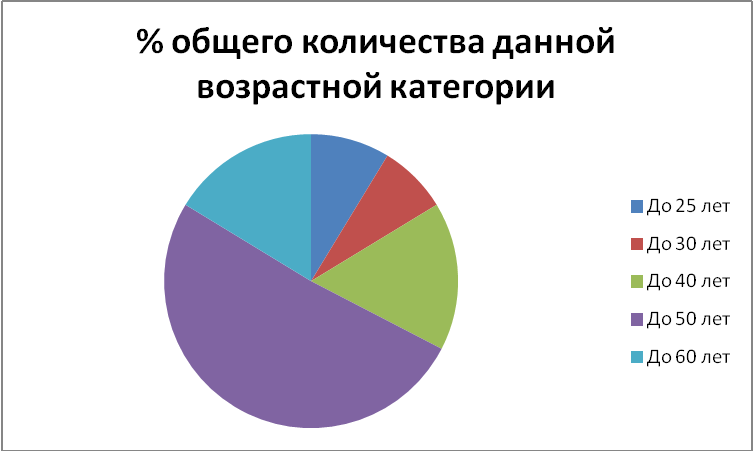 % общего количества данной
возрастной категории
До 25 лет
До 30 лет
До 40 лет
До 50 лет
До 60 лет